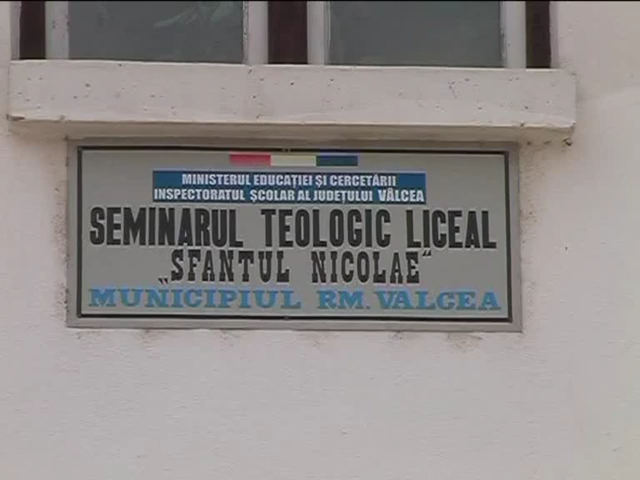 MINISTERUL EDUCAȚIEI ȘI CERCETĂRII
INSPECTORATUL ȘCOLAR AL JUDEȚULUI VÂLCEA
SEMINARUL TEOLOGIC LICEAL
„SFANTUL NICOLAE“
MUNICIPIUL RM. VALCEA